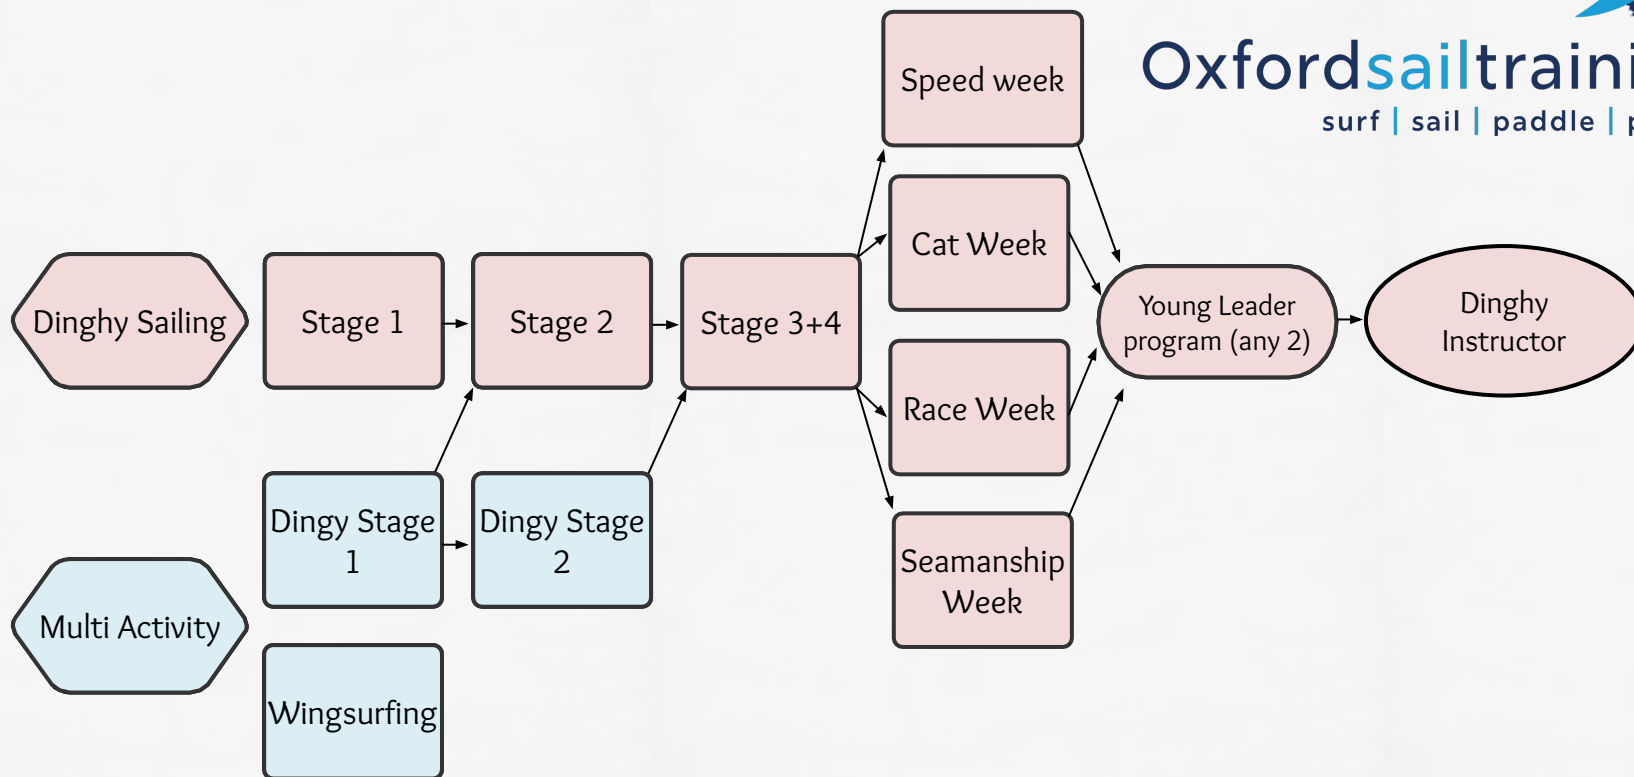 Speed week
Oxfordsailtraini
surf | sail | paddle | p
Cat Week
Dinghy Sailing
Stage 1
Stage 2
Stage 3+4
Young Leader
program (any 2)
Dinghy
Instructor
Race Week
Dingy Stage
1
Dingy Stage
2
Seamanship
Week
Multi Activity
Wingsurfing